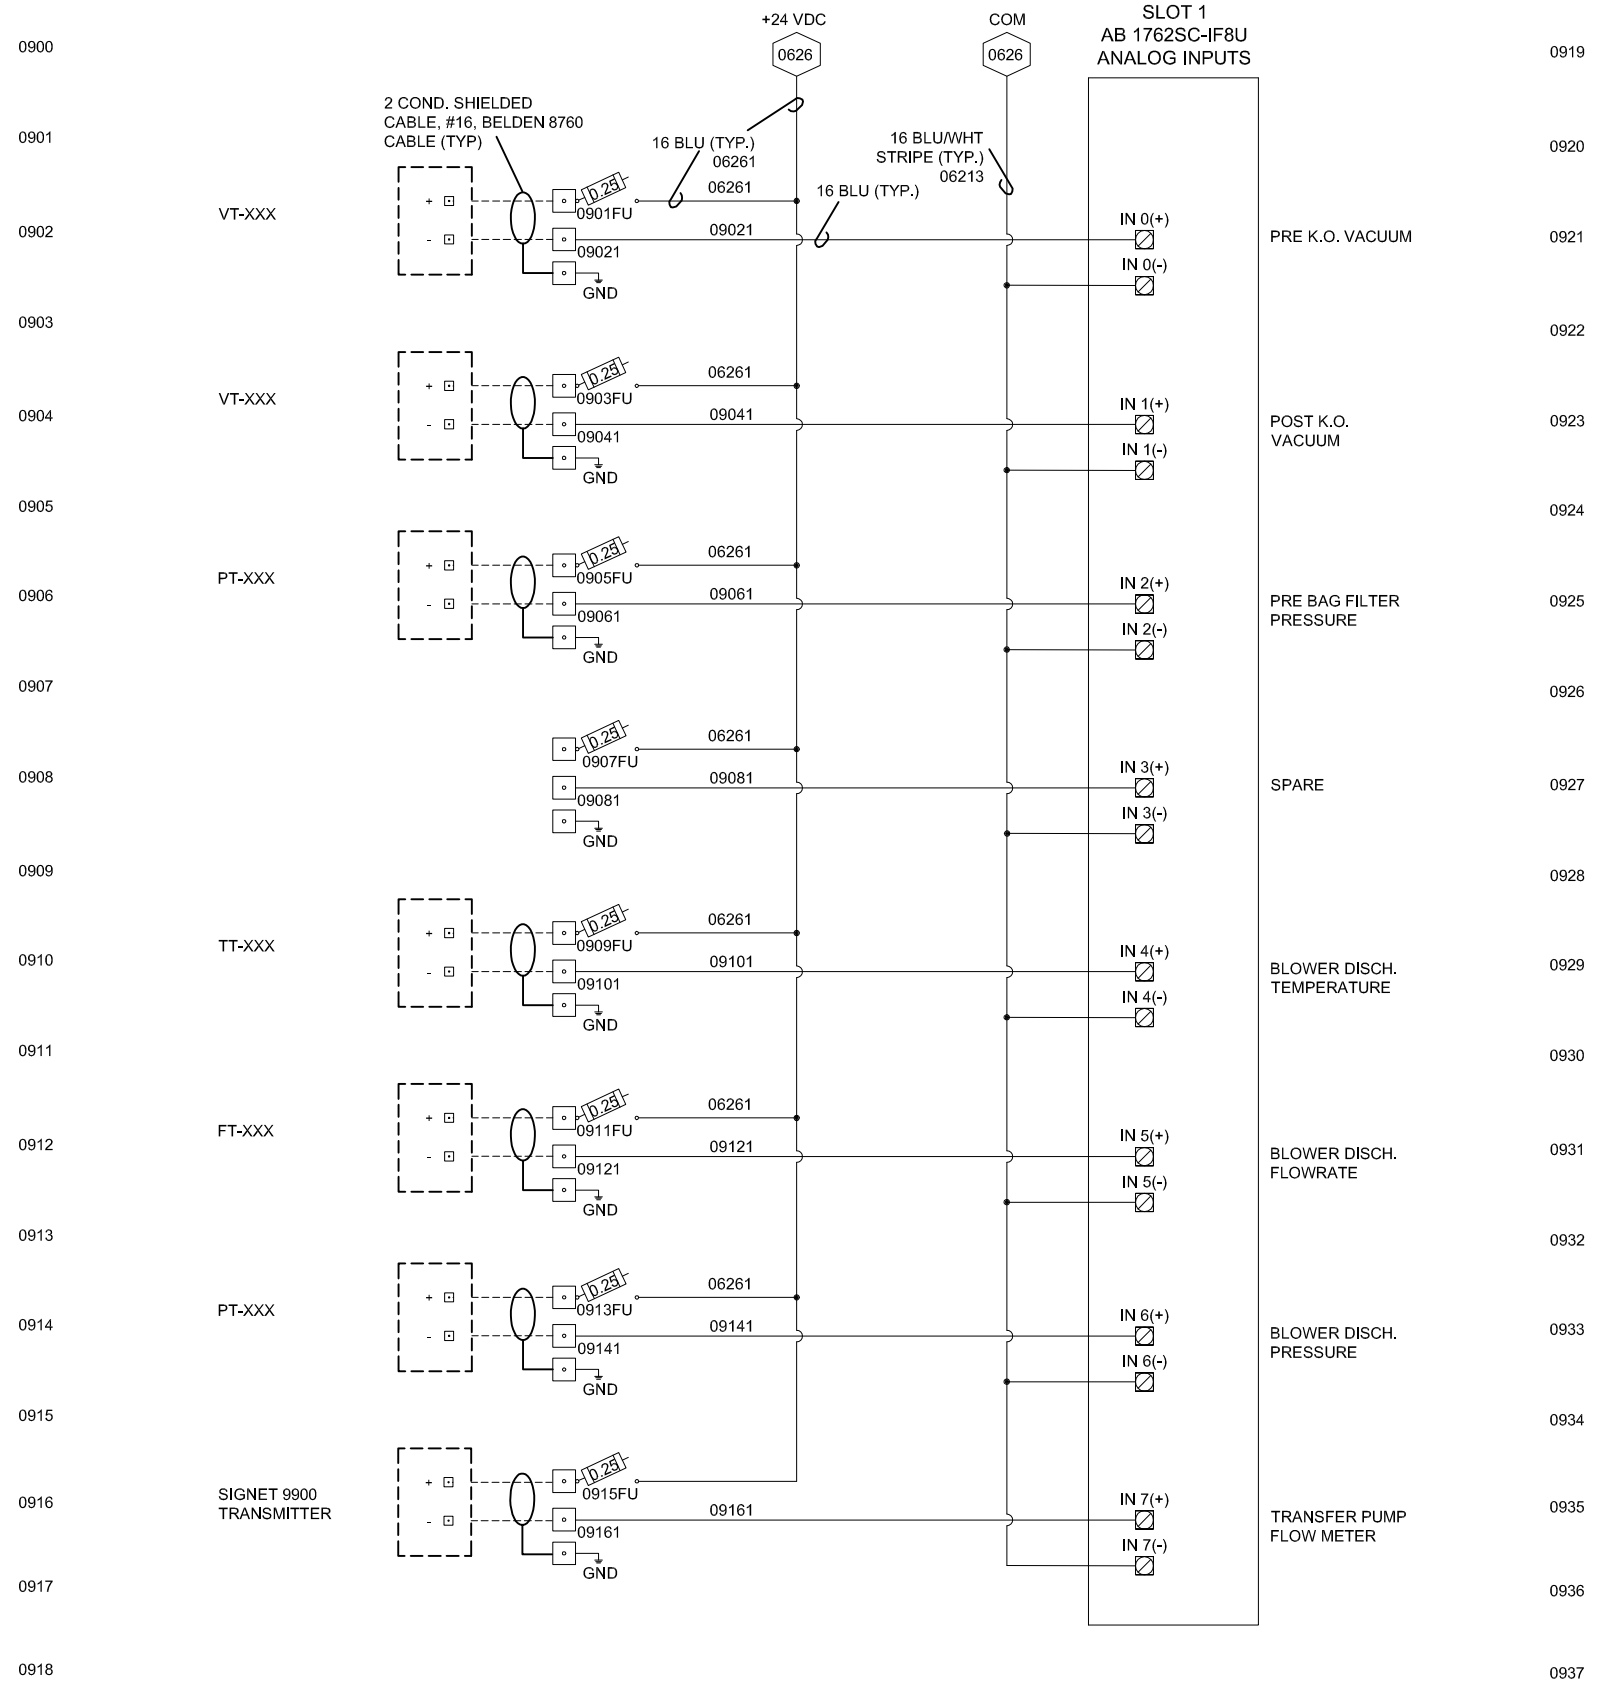 +24 VDC
COM
SLOT 1
AB 1762SC-IF8U
ANALOG INPUTS
0900
0626
0626
0919
2 COND. SHIELDED
CABLE, #16, BELDEN 8760
CABLE (TYP)
0901
16 BLU (TYP.)
06261
16 BLU/WHT
STRIPE (TYP.)
06213
0920
16 BLU (TYP.)
+
0.25
06261
0901FU
VT-XXX
IN 0(+)
0902
-
09021
09021
PRE K.O. VACUUM
0921
IN 0(-)
GND
0903
0922
+
0.25
06261
0903FU
VT-XXX
IN 1(+)
0904
-
09041
09041
POST K.O.
VACUUM
0923
IN 1(-)
GND
0905
0924
+
0.25
06261
0905FU
PT-XXX
IN 2(+)
0906
-
09061
09061
PRE BAG FILTER
PRESSURE
0925
IN 2(-)
GND
0907
0926
0.25
06261
0907FU
IN 3(+)
0908
09081
09081
SPARE
0927
IN 3(-)
GND
0909
0928
+
0.25
06261
0909FU
TT-XXX
IN 4(+)
0910
-
09101
09101
BLOWER DISCH.
TEMPERATURE
0929
IN 4(-)
GND
0911
0930
+
0.25
06261
0911FU
FT-XXX
IN 5(+)
0912
-
09121
09121
BLOWER DISCH.
FLOWRATE
0931
IN 5(-)
GND
0913
0932
+
0.25
06261
0913FU
PT-XXX
IN 6(+)
0914
-
09141
09141
BLOWER DISCH.
PRESSURE
0933
IN 6(-)
GND
0915
0934
+
0.25
0915FU
SIGNET 9900
TRANSMITTER
IN 7(+)
0916
-
09161
09161
TRANSFER PUMP
FLOW METER
0935
IN 7(-)
GND
0917
0936
0918
0937